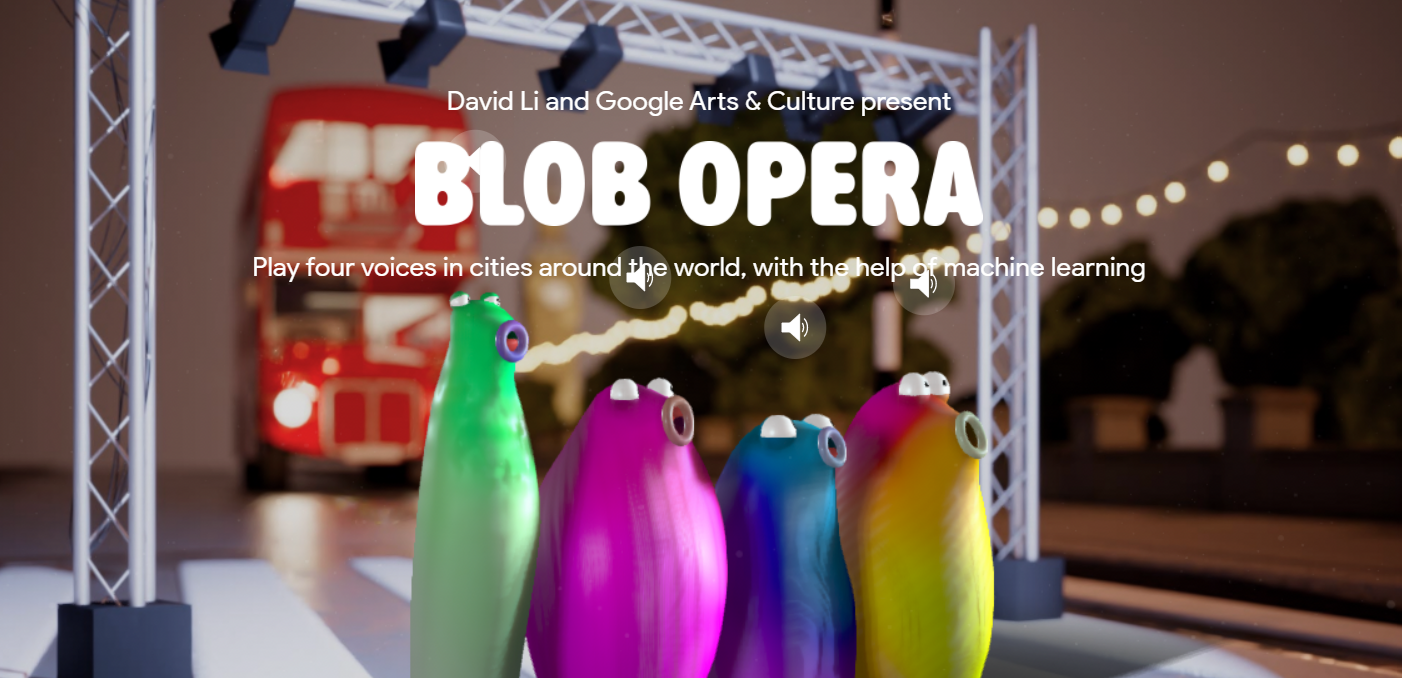 David Li and Google Arts & Culture present
BLOB OPERA
Play four voices in cities around the world, with the help of machine learning